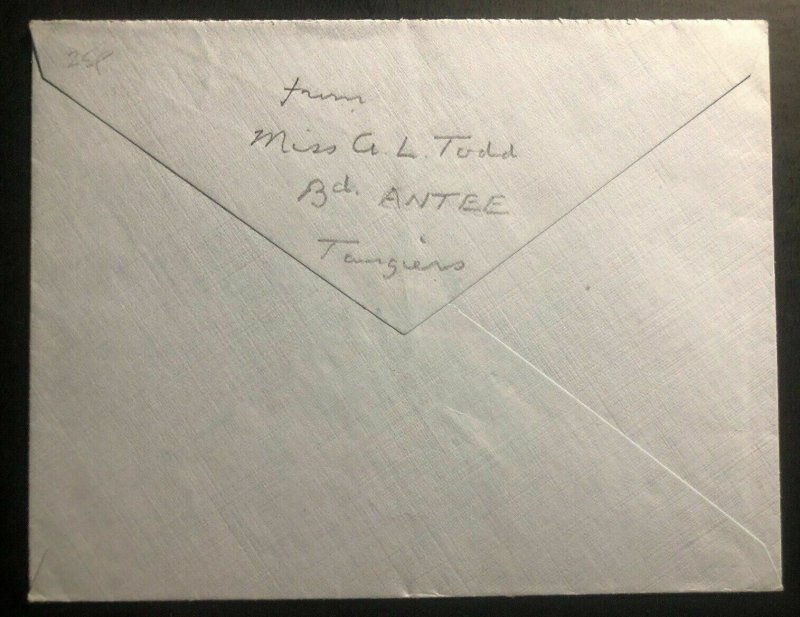 from
Miss A. L. Todd
Bd. ANTEE
Tangiers